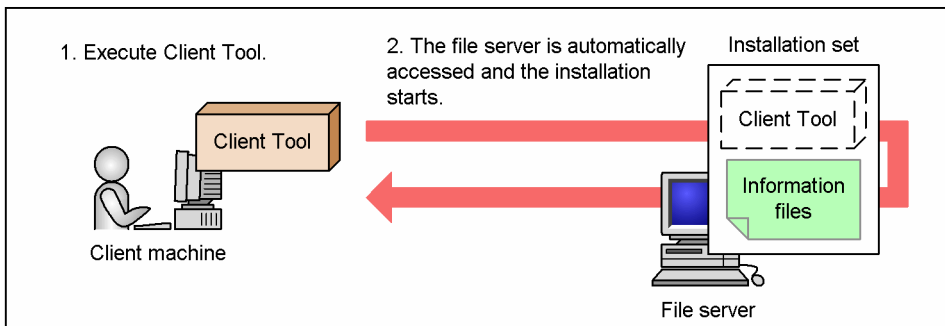 1. Execute Client Tool.
2. The file server is automatically
accessed and the installation
starts.
Installation set
Client Tool
Client Tool
Information
files
Client machine
File server